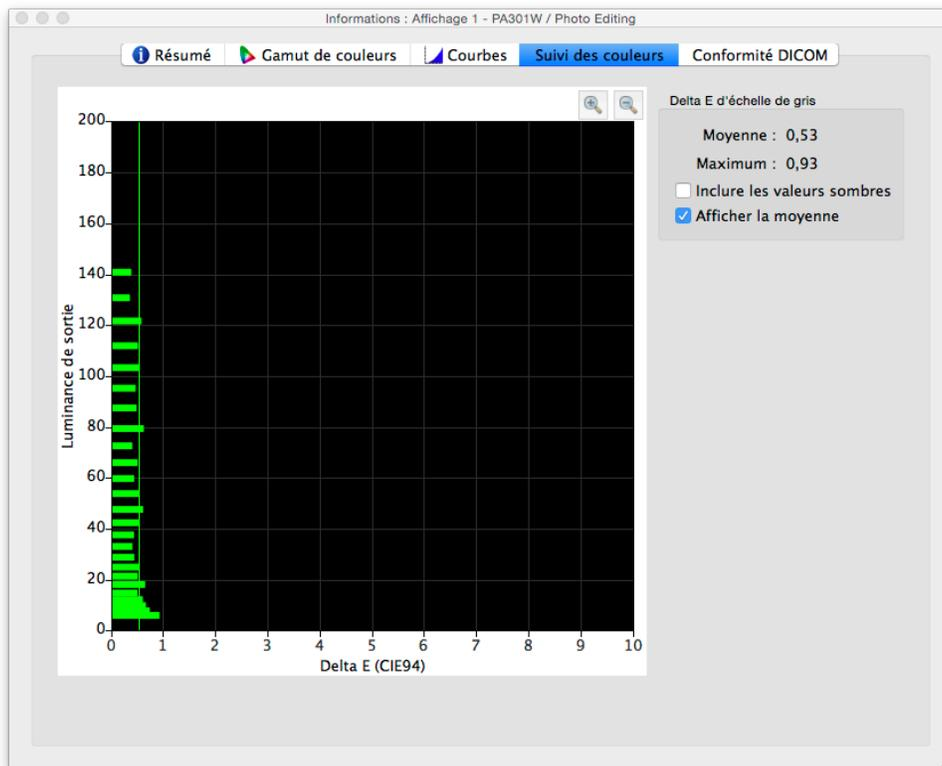 Informations : Affichage 1 - PA301W / Photo Editing
Résumé
Gamut de couleurs
Courbes
Suivi des couleurs
Conformité DICOM
Delta E d'échelle de gris
Moyenne : 0,53
Maximum : 0,93
Inclure les valeurs sombres
Afficher la moyenne
Luminance de sortie
200
180
160
140
120
100
80
60
40
20
0
0 1 2 3 4 5 6 7 8 9 10
Delta E (CIE94)